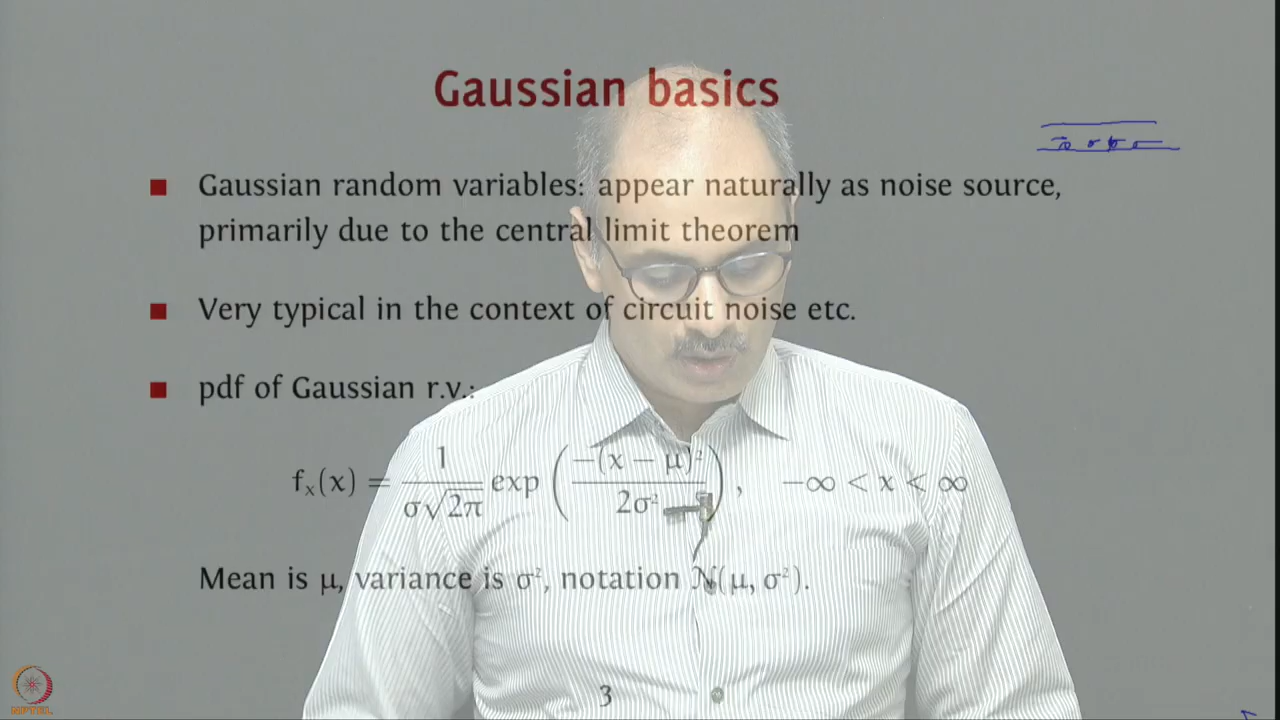 Gaussian basics
Gaussian random variables: appear naturally as noise source,
primarily due to the central limit theorem
Very typical in the context of circuit noise etc.
pdf of Gaussian r.v.:
fₓ(x) = 1/(σ√2π) exp(−(x − μ)²/2σ²), −∞ < x < ∞
Mean is μ, variance is σ², notation N(μ, σ²).
3
NPTEL